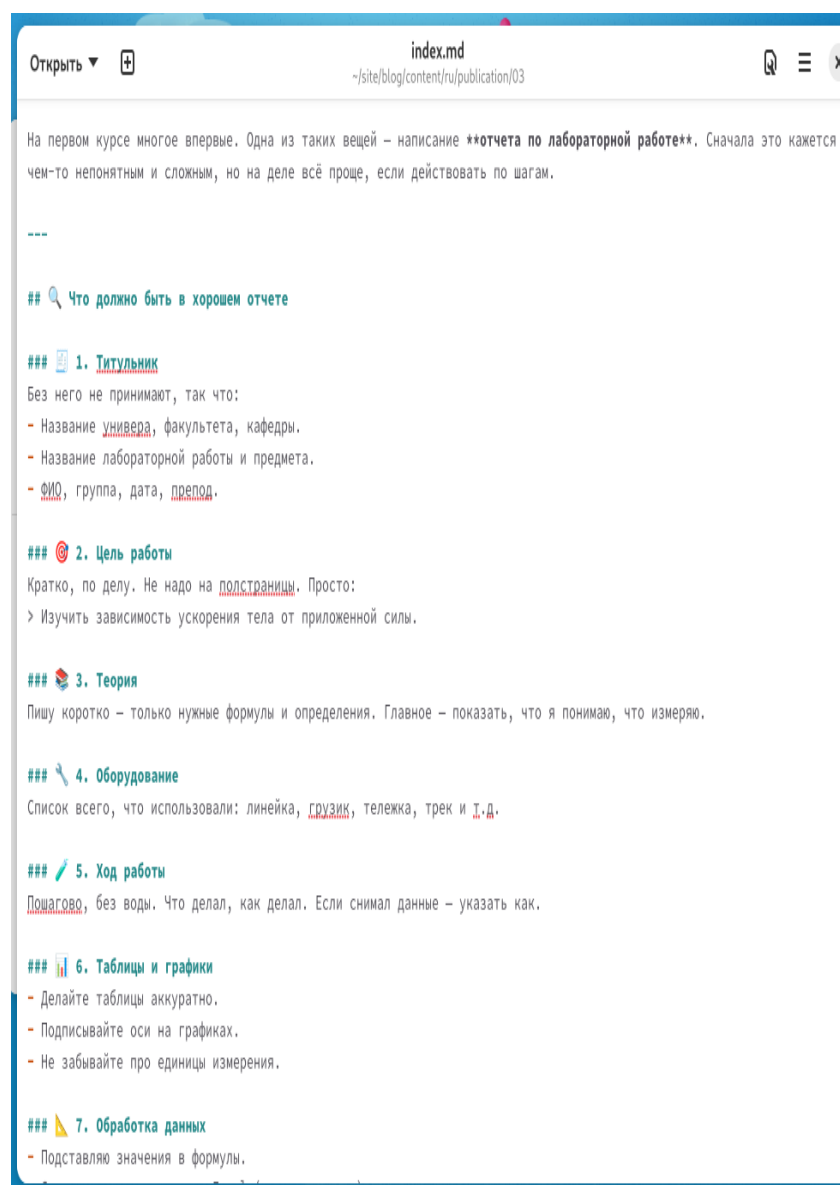 Открыть
index.md
~/site/blog/content/ru/publication/03
На первом курсе многое впервые. Одна из таких вещей — написание **отчета по лабораторной работе**. Сначала это кажется
чем-то непонятным и сложным, но на деле всё проще, если действовать по шагам.
---
## 🔍 Что должно быть в хорошем отчете
### 🧾 1. Титульник
Без него не принимают, так что:
- Название универа, факультета, кафедры.
- Название лабораторной работы и предмета.
- ФИО, группа, дата, препод.
### 🎯 2. Цель работы
Кратко, по делу. Не надо на полстраницы. Просто:
> Изучить зависимость ускорения тела от приложенной силы.
### 📚 3. Теория
Пишу коротко — только нужные формулы и определения. Главное — показать, что я понимаю, что измеряю.
### 🔧 4. Оборудование
Список всего, что использовали: линейка, грузик, тележка, трек и т.д.
### 🧪 5. Ход работы
Пошагово, без воды. Что делал, как делал. Если снимал данные — указать как.
### 📊 6. Таблицы и графики
- Делайте таблицы аккуратно.
- Подписывайте оси на графиках.
- Не забывайте про единицы измерения.
### 📐 7. Обработка данных
- Подставляю значения в формулы.